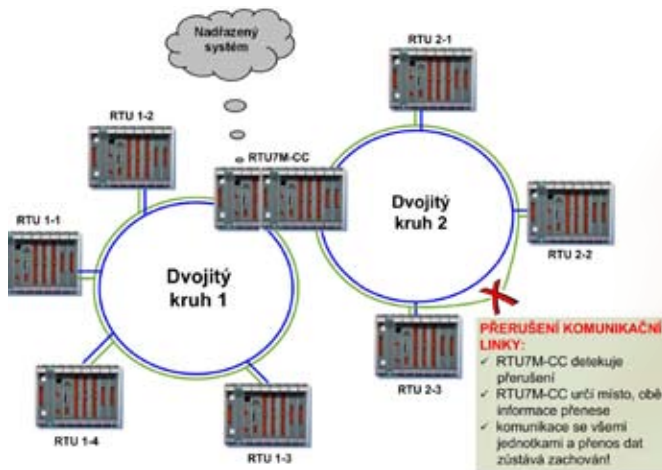 Nadřazený
systém
RTU 2-1
RTU 1-2
RTU7M-CC
RTU 1-1
Dvojitý
kruh 2
Dvojitý
kruh 1
RTU 2-2
RTU 2-3
RTU 1-4
RTU 1-3
PŘERUŠENÍ KOMUNIKAČNÍ
LINKY:
✓ RTU7M-CC detekuje
přerušení
✓ RTU7M-CC určí místo, obě
informace přenese
✓ komunikace se všemi
jednotkami a přenos dat
zůstává zachován!